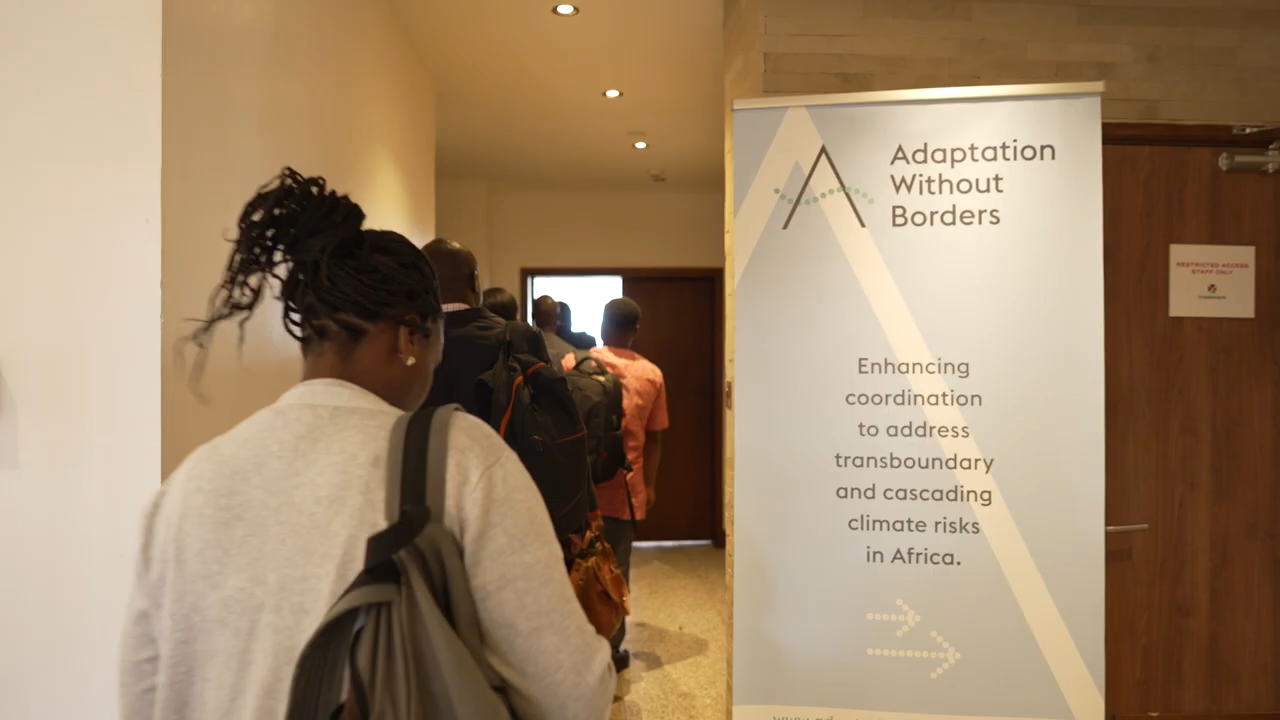 Adaptation
Without
Borders
Enhancing
coordination
to address
transboundary
and cascading
climate risks
in Africa.
RESTRICTED ACCESS
STAFF ONLY